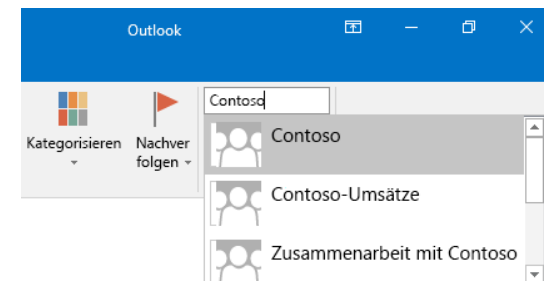 Outlook
Contoso
Kategorisieren
Nachver
folgen
Contoso
Contoso-Umsätze
Zusammenarbeit mit Contoso